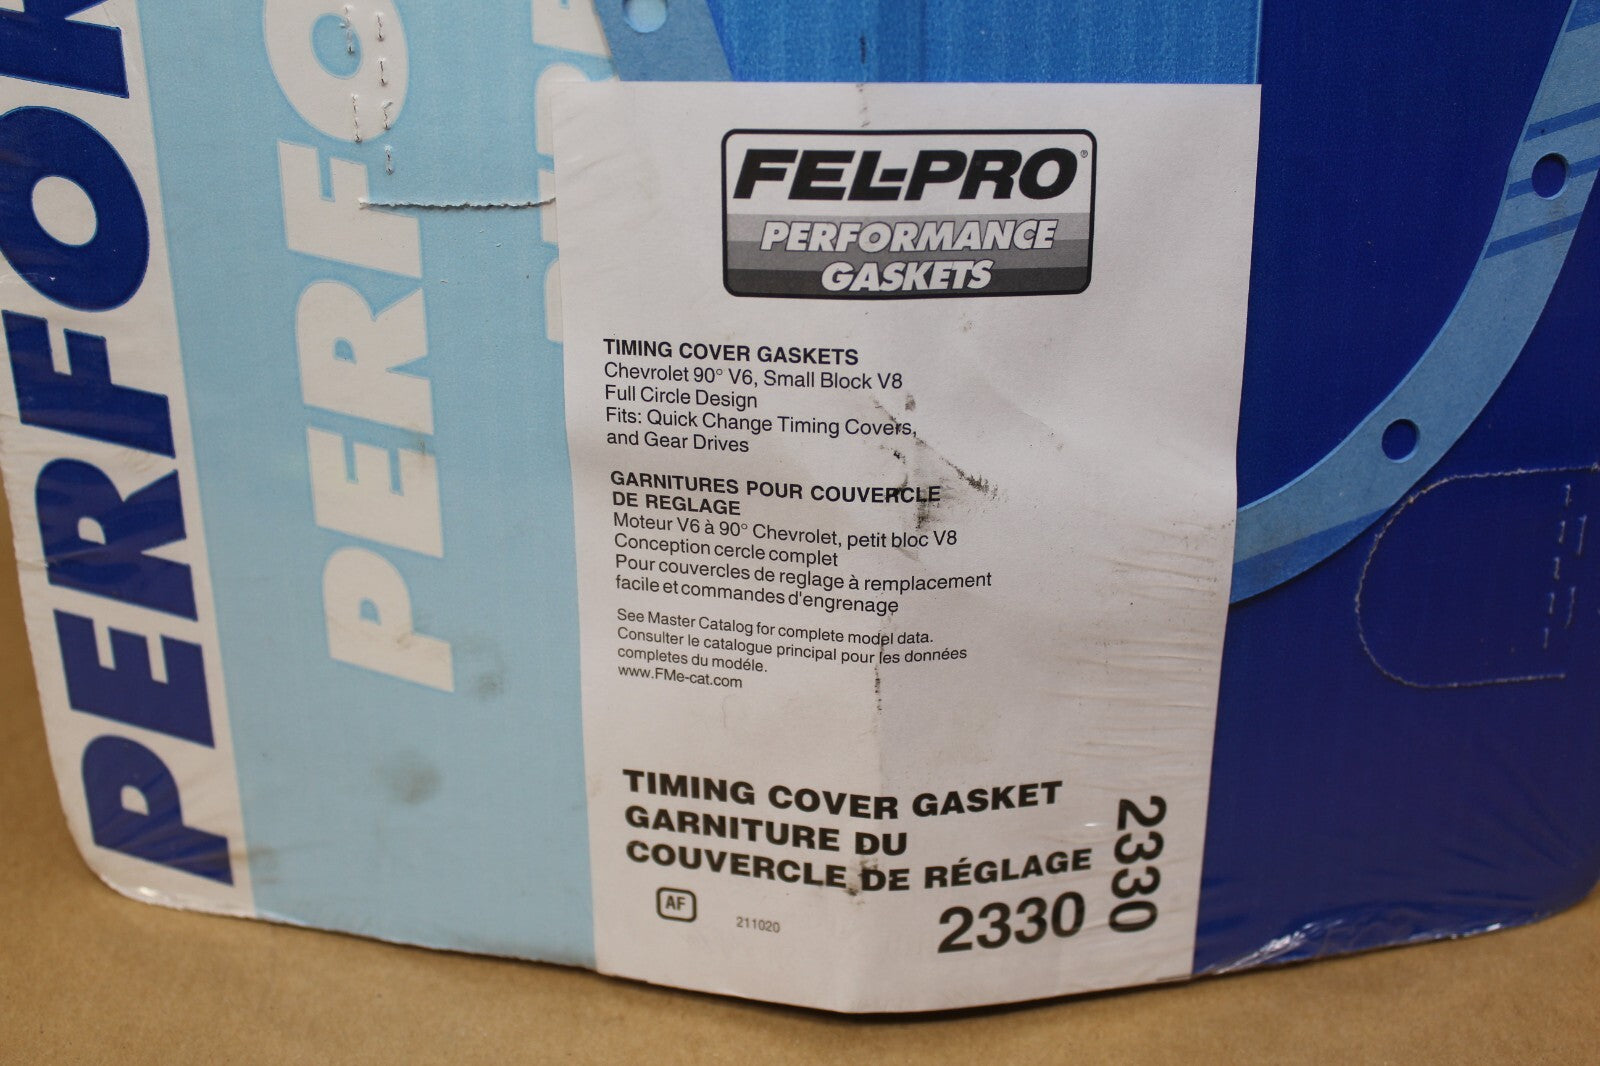 PERFOR
PERFO
FEL-PRO®
PERFORMANCE
GASKETS
TIMING COVER GASKETS
Chevrolet 90° V6, Small Block V8
Full Circle Design
Fits: Quick Change Timing Covers,
and Gear Drives
GARNITURES POUR COUVERCLE
DE REGLAGE
Moteur V6 à 90° Chevrolet, petit bloc V8
Conception cercle complet
Pour couvercles de reglage à remplacement
facile et commandes d'engrenage
See Master Catalog for complete model data.
Consulter le catalogue principal pour les données
completes du modéle.
www.FMe-cat.com
TIMING COVER GASKET
GARNITURE DU
COUVERCLE DE RÉGLAGE
2330
2330
AF
211020